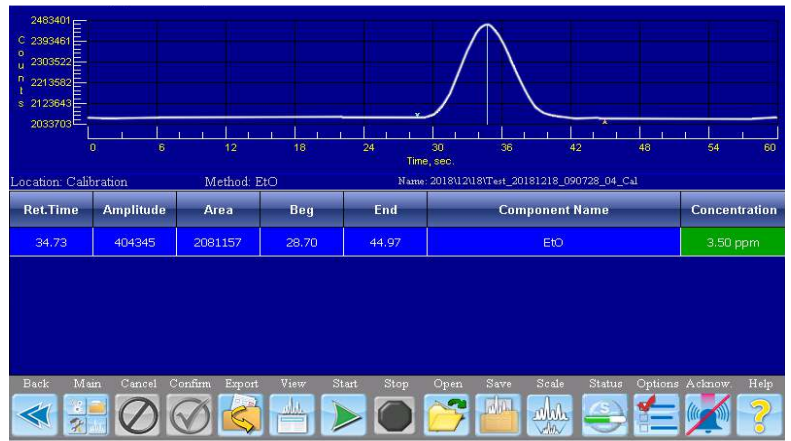 2483401
2393461
2303522
2213582
2123643
2033703
Counts
0 6 12 18 24 30 36 42 48 54 60
Time, sec.
Location: Calibration Method: EtO Name: 2018\12\18\Test_20181218_090728_04_Cal
Ret.Time Amplitude Area Beg End Component Name Concentration
34.73 404345 2081157 28.70 44.97 EtO 3.50 ppm
Back Main Cancel Confirm Export View Start Stop Open Save Scale Status Options Acknow. Help